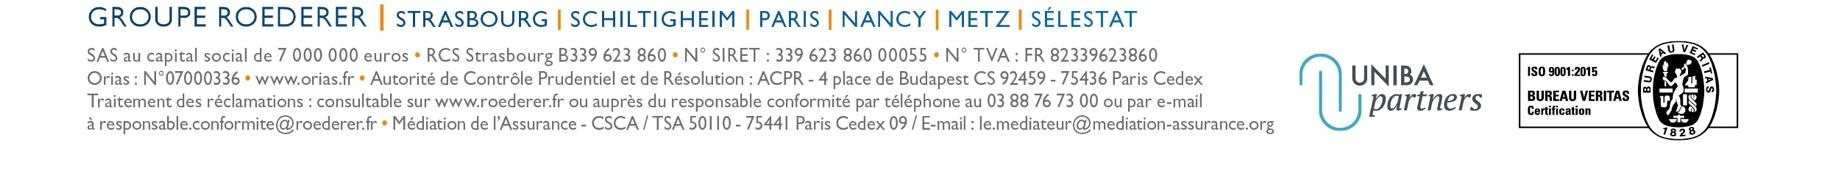 GROUPE ROEDERER | STRASBOURG | SCHILTIGHEIM | PARIS | NANCY | METZ | SÉLESTAT
SAS au capital social de 7 000 000 euros • RCS Strasbourg B339 623 860 • N° SIRET : 339 623 860 00055 • N° TVA : FR 82339623860
Orias : N°07000336 • www.orias.fr • Autorité de Contrôle Prudentiel et de Résolution : ACPR - 4 place de Budapest CS 92459 - 75436 Paris Cedex
Traitement des réclamations : consultable sur www.roederer.fr ou auprès du responsable conformité par téléphone au 03 88 76 73 00 ou par e-mail
à responsable.conformite@roederer.fr • Médiation de l'Assurance - CSCA / TSA 50110 - 75441 Paris Cedex 09 / E-mail : le.mediateur@mediation-assurance.org
UNIBA
partners
ISO 9001:2015
BUREAU VERITAS
Certification
BUREAU VERITAS
1828